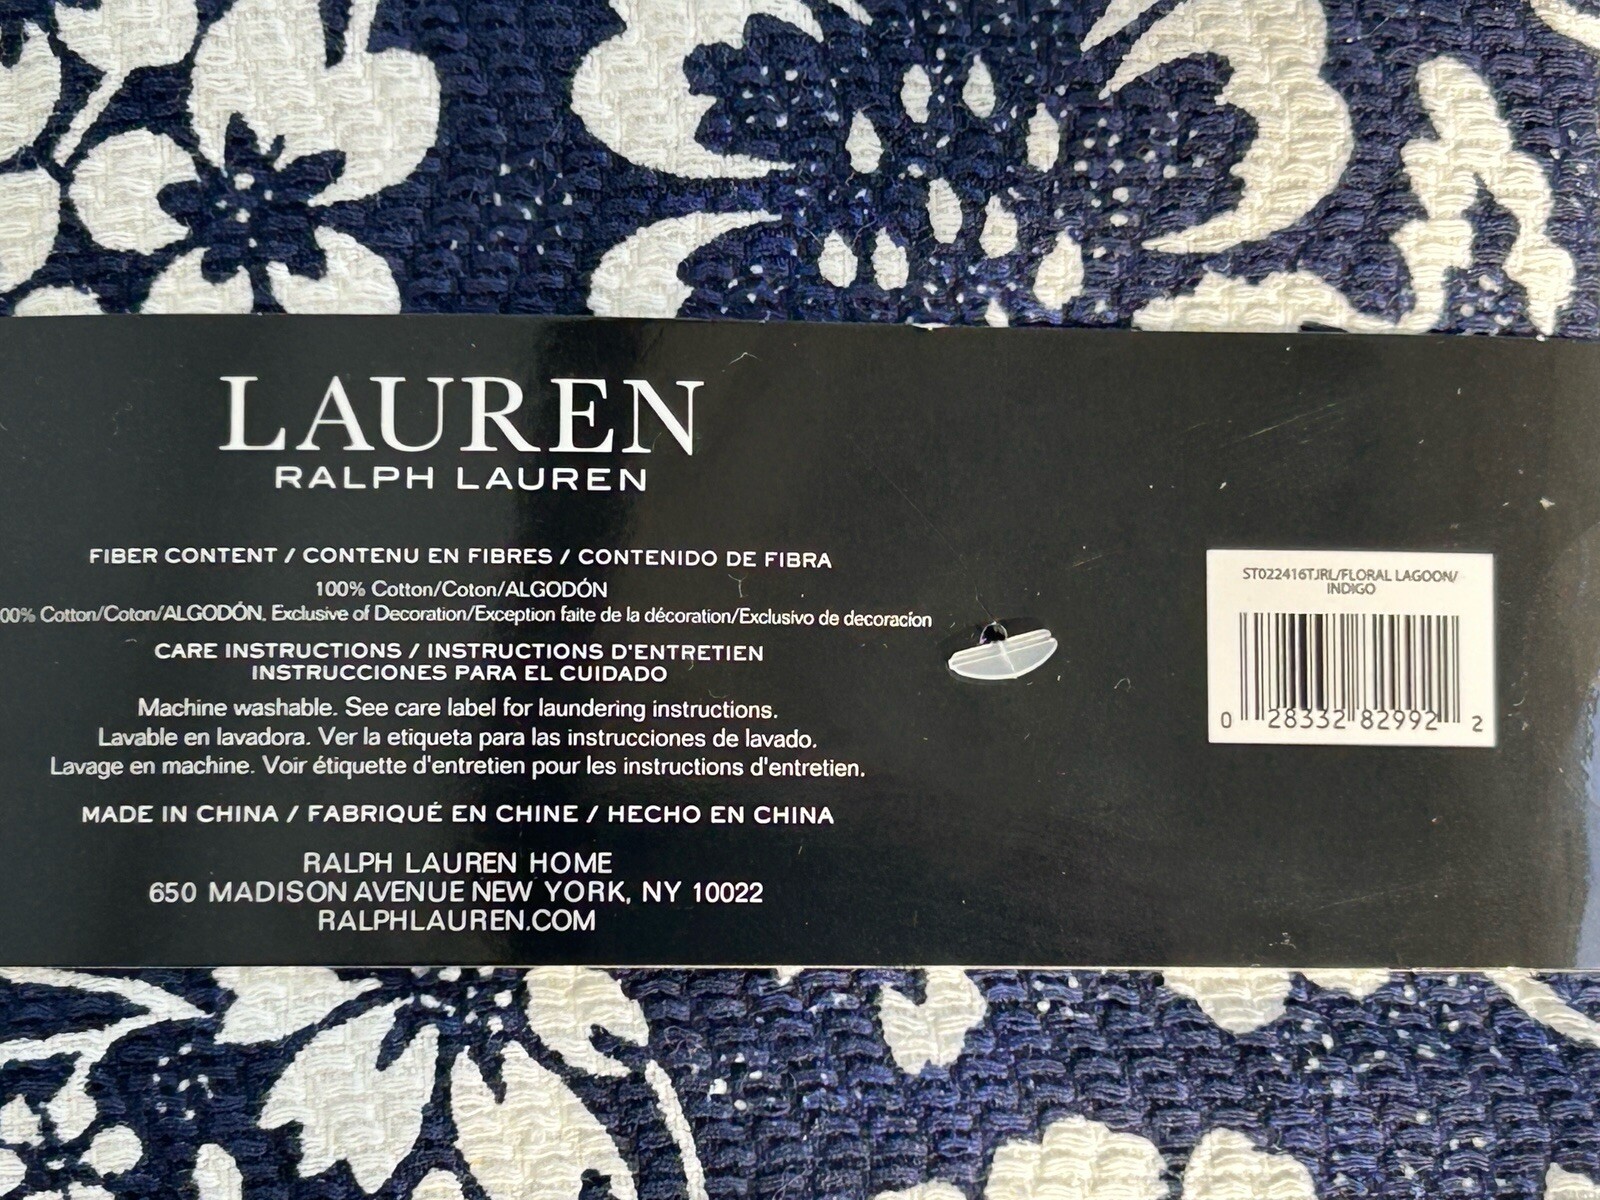 LAUREN
RALPH LAUREN
FIBER CONTENT / CONTENU EN FIBRES / CONTENIDO DE FIBRA
100% Cotton/Coton/ALGODÓN
00% Cotton/Coton/ALGODÓN. Exclusive of Decoration/Exception faite de la décoration/Exclusivo de decoracíon
CARE INSTRUCTIONS / INSTRUCTIONS D'ENTRETIEN
INSTRUCCIONES PARA EL CUIDADO
Machine washable. See care label for laundering instructions.
Lavable en lavadora. Ver la etiqueta para las instrucciones de lavado.
Lavage en machine. Voir étiquette d'entretien pour les instructions d'entretien.
MADE IN CHINA / FABRIQUÉ EN CHINE / HECHO EN CHINA
RALPH LAUREN HOME
650 MADISON AVENUE NEW YORK, NY 10022
RALPHLAUREN.COM
ST022416TJRL/FLORAL LAGOON/
INDIGO
0 28332 82992 2